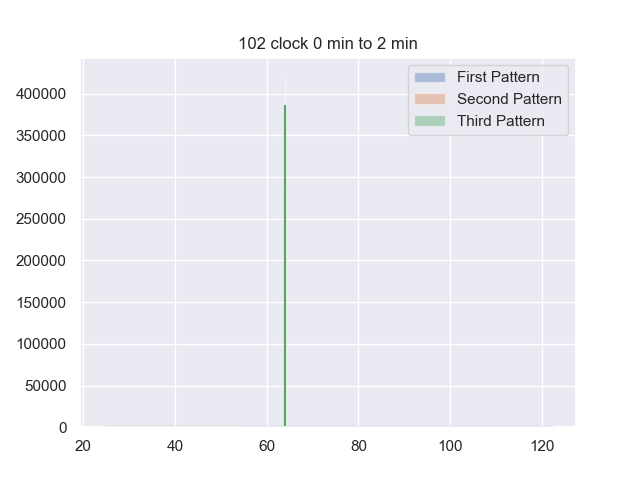 102 clock 0 min to 2 min
First Pattern
Second Pattern
Third Pattern
400000
350000
300000
250000
200000
150000
100000
50000
0
20 40 60 80 100 120